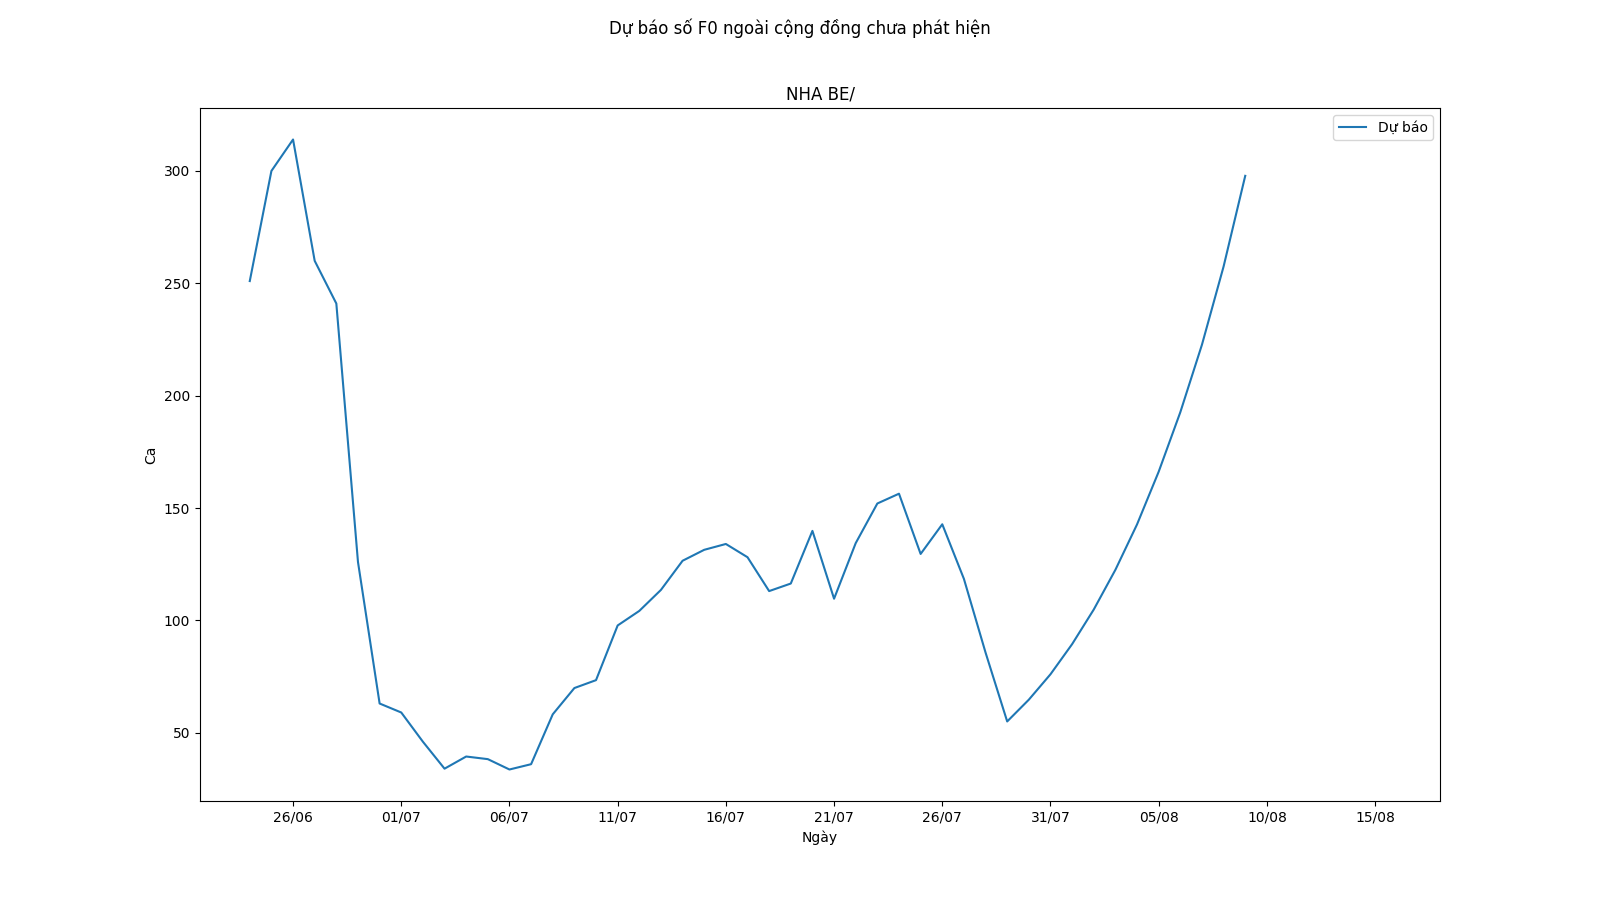 Dự báo số F0 ngoài cộng đồng chưa phát hiện
NHA BE/
Dự báo
300
250
200
150
100
50
Ca
26/06 01/07 06/07 11/07 16/07 21/07 26/07 31/07 05/08 10/08 15/08
Ngày